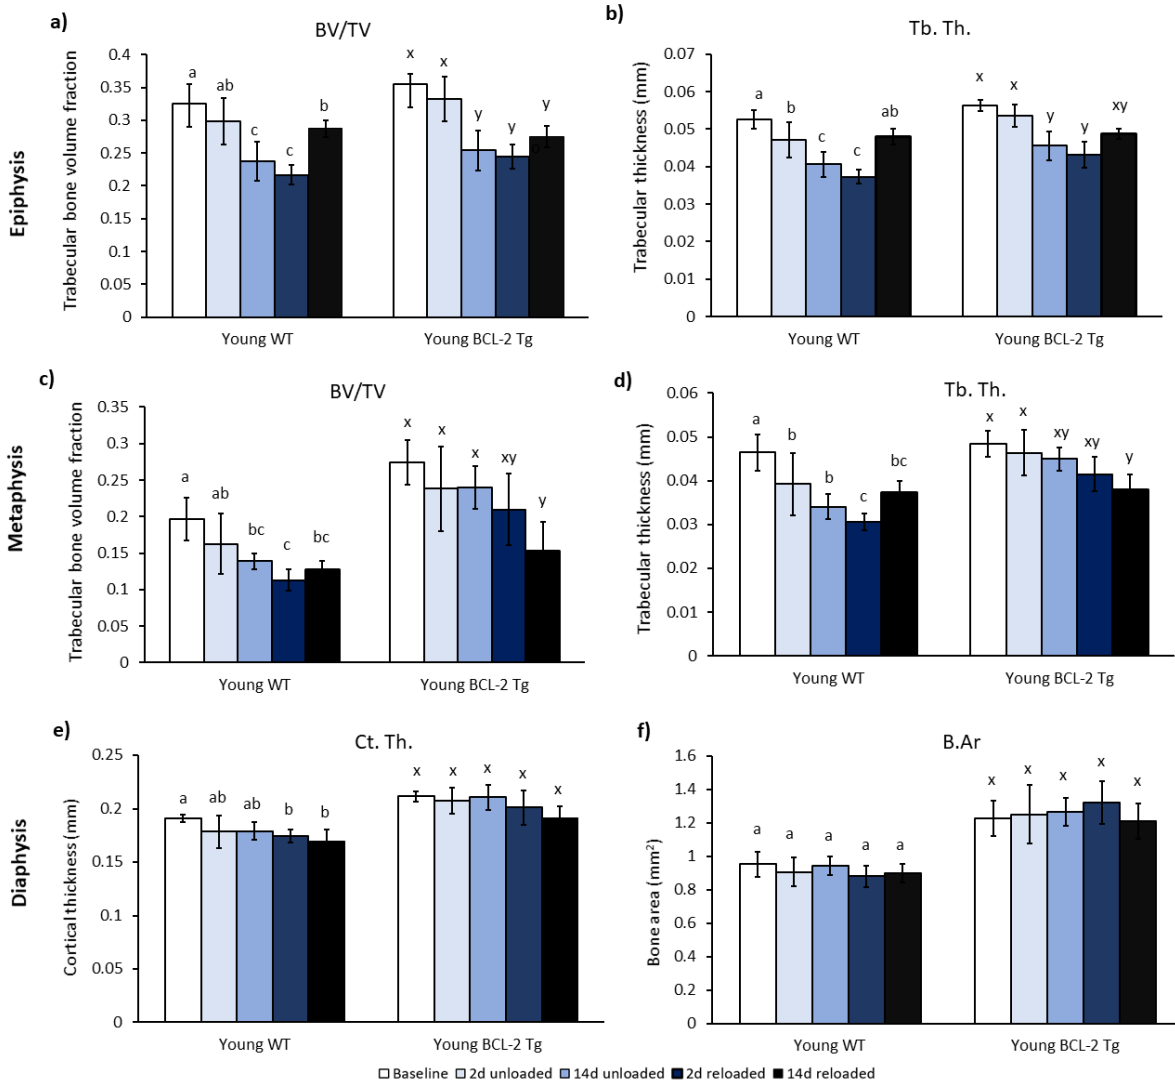 a)
BV/TV
Epiphysis
Trabecular bone volume fraction
0.4
0.35
0.3
0.25
0.2
0.15
0.1
0.05
0
a
ab
c
c
b
x
x
y
y
y
b
Young WT
Young BCL-2 Tg
b)
Tb. Th.
Trabecular thickness (mm)
0.07
0.06
0.05
0.04
0.03
0.02
0.01
0
a
b
c
c
ab
x
x
y
y
xy
Young WT
Young BCL-2 Tg
c)
BV/TV
Metaphysis
Trabecular bone volume fraction
0.35
0.3
0.25
0.2
0.15
0.1
0.05
0
a
ab
bc
c
bc
x
x
x
xy
y
Young WT
Young BCL-2 Tg
d)
Tb. Th.
Trabecular thickness (mm)
0.06
0.05
0.04
0.03
0.02
0.01
0
a
b
b
c
bc
x
x
xy
xy
y
Young WT
Young BCL-2 Tg
e)
Ct. Th.
Diaphysis
Cortical thickness (mm)
0.25
0.2
0.15
0.1
0.05
0
a
ab
ab
b
b
x
x
x
x
x
Young WT
Young BCL-2 Tg
f)
B.Ar
Bone area (mm²)
1.6
1.4
1.2
1
0.8
0.6
0.4
0.2
0
a
a
a
a
a
x
x
x
x
x
Young WT
Young BCL-2 Tg
Baseline 2d unloaded 14d unloaded 2d reloaded 14d reloaded